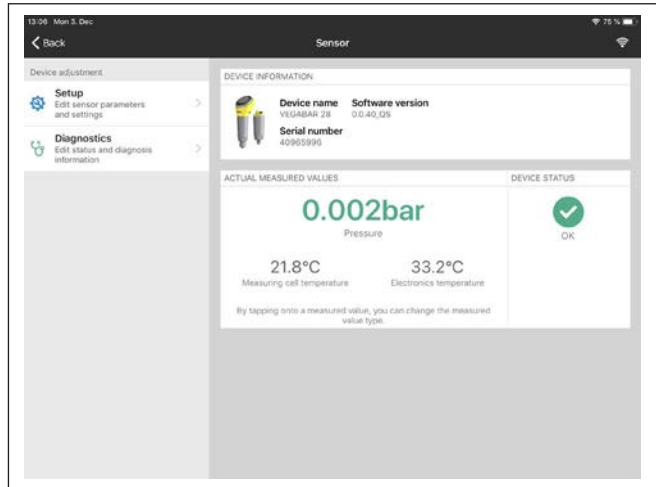 13:06 Mon 3. Dec
75 %
Back
Sensor
Device adjustment
Setup
Edit sensor parameters
and settings
Diagnostics
Edit status and diagnosis
information
DEVICE INFORMATION
Device name
VEGABAR 28
Software version
0.0.40_QS
Serial number
40965996
ACTUAL MEASURED VALUES
0.002bar
Pressure
21.8°C
Measuring cell temperature
33.2°C
Electronics temperature
By tapping onto a measured value, you can change the measured
value type.
DEVICE STATUS
OK